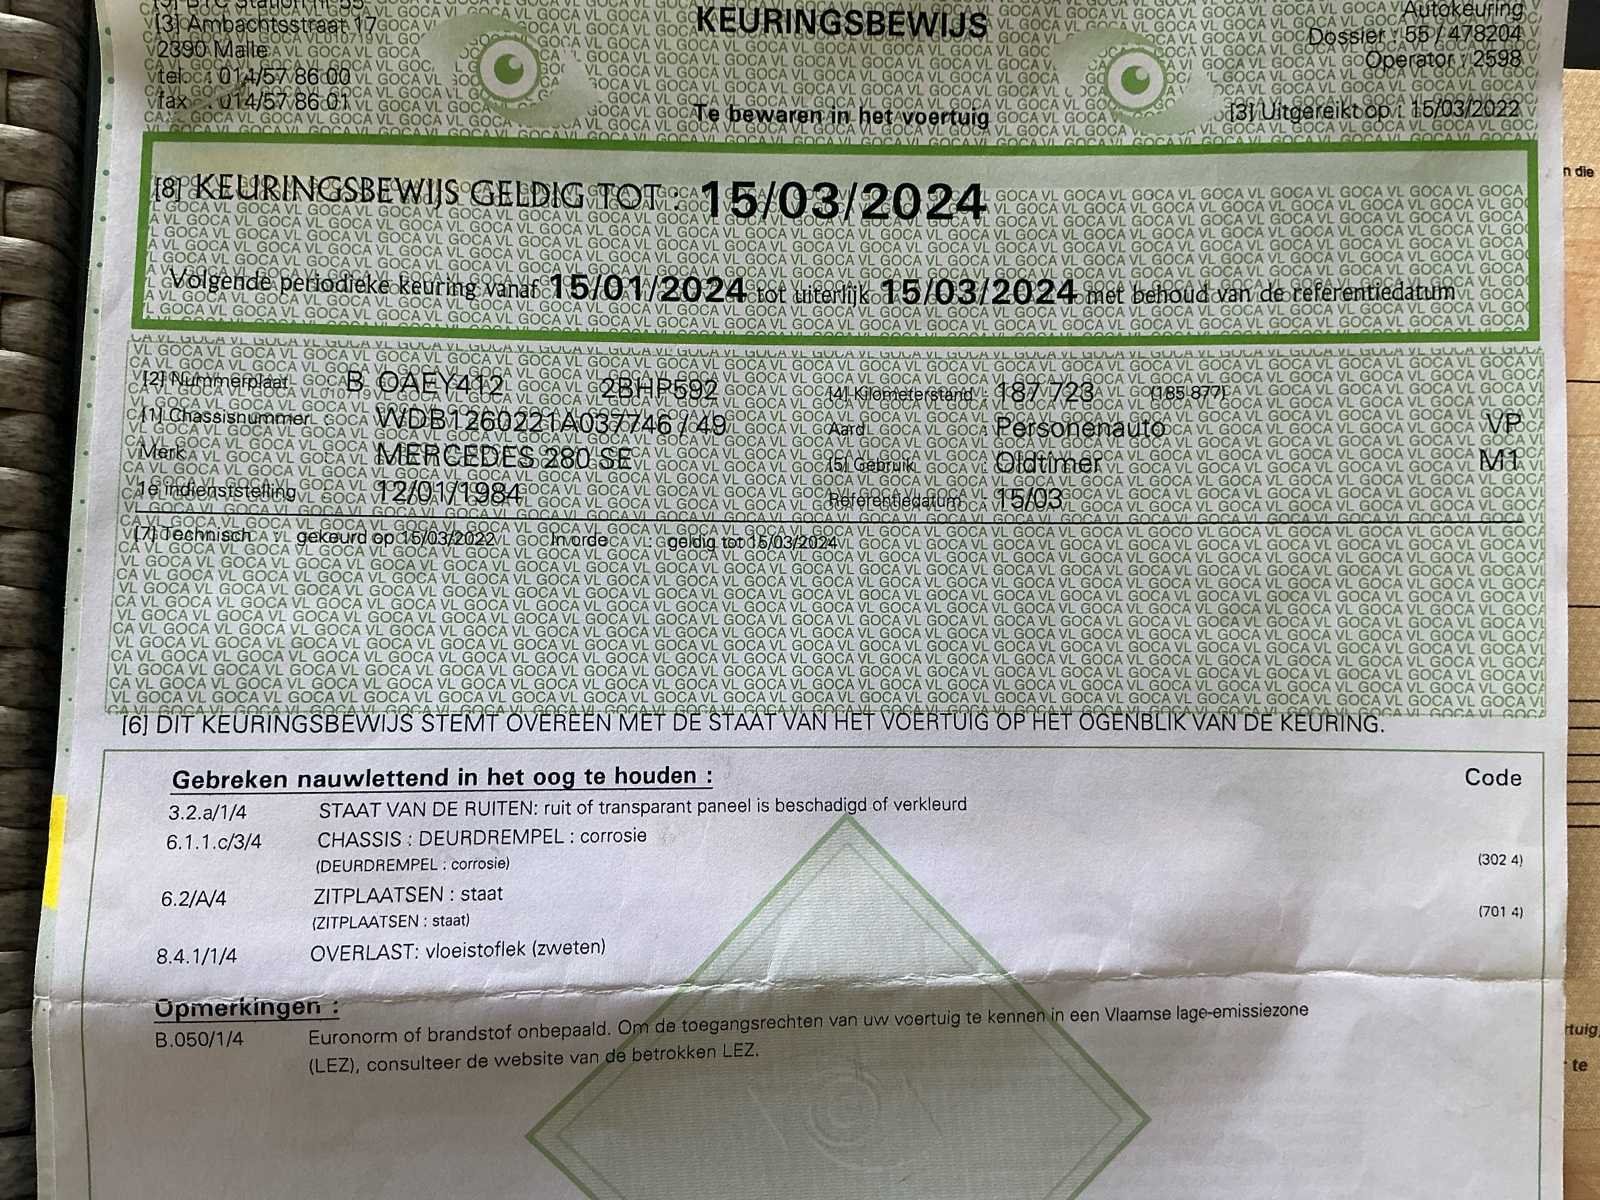 KEURINGSBEWIJS
Autokeuring
[3] Ambachtsstraat 17
Dossier : 55 / 478204
2390 Malle
Operator : 2598
tel. : 014/57 86 00
fax : 014/57 86 01
Te bewaren in het voertuig
[3] Uitgereikt op : 15/03/2022
[8] KEURINGSBEWIJS GELDIG TOT : 15/03/2024
Volgende periodieke keuring vanaf 15/01/2024 tot uiterlijk 15/03/2024 met behoud van de referentiedatum
[2] Nummerplaat B OAEY412 2BHP592 [4] Kilometerstand : 187 723 (185 877)
[1] Chassisnummer WDB1260221A037746 / 49 Aard : Personenauto VP
Merk MERCEDES 280 SE [5] Gebruik : Oldtimer M1
1e indienststelling 12/01/1984 Referentiedatum : 15/03
[7] Technisch gekeurd op 15/03/2022 In orde geldig tot 15/03/2024
[6] DIT KEURINGSBEWIJS STEMT OVEREEN MET DE STAAT VAN HET VOERTUIG OP HET OGENBLIK VAN DE KEURING.
Gebreken nauwlettend in het oog te houden : Code
3.2.a/1/4 STAAT VAN DE RUITEN: ruit of transparant paneel is beschadigd of verkleurd
6.1.1.c/3/4 CHASSIS : DEURDREMPEL : corrosie
(DEURDREMPEL : corrosie) (302 4)
6.2/A/4 ZITPLAATSEN : staat
(ZITPLAATSEN : staat) (701 4)
8.4.1/1/4 OVERLAST: vloeistoflek (zweten)
Opmerkingen :
B.050/1/4 Euronorm of brandstof onbepaald. Om de toegangsrechten van uw voertuig te kennen in een Vlaamse lage-emissiezone
(LEZ), consulteer de website van de betrokken LEZ.
n die
rtuig,
te